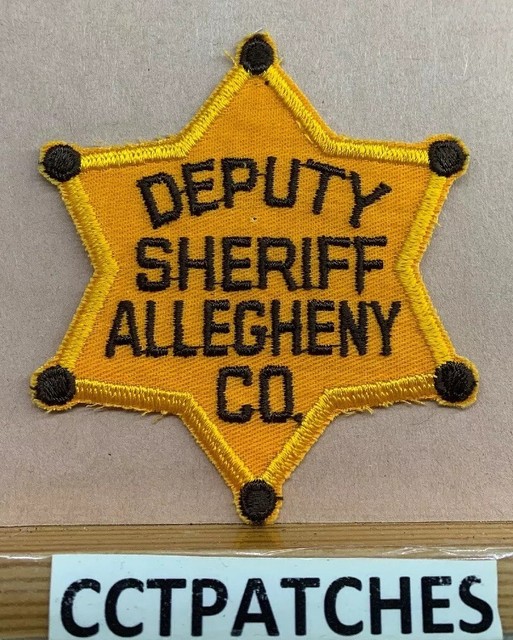 DEPUTY
SHERIFF
ALLEGHENY
CO.
CCTPATCHES